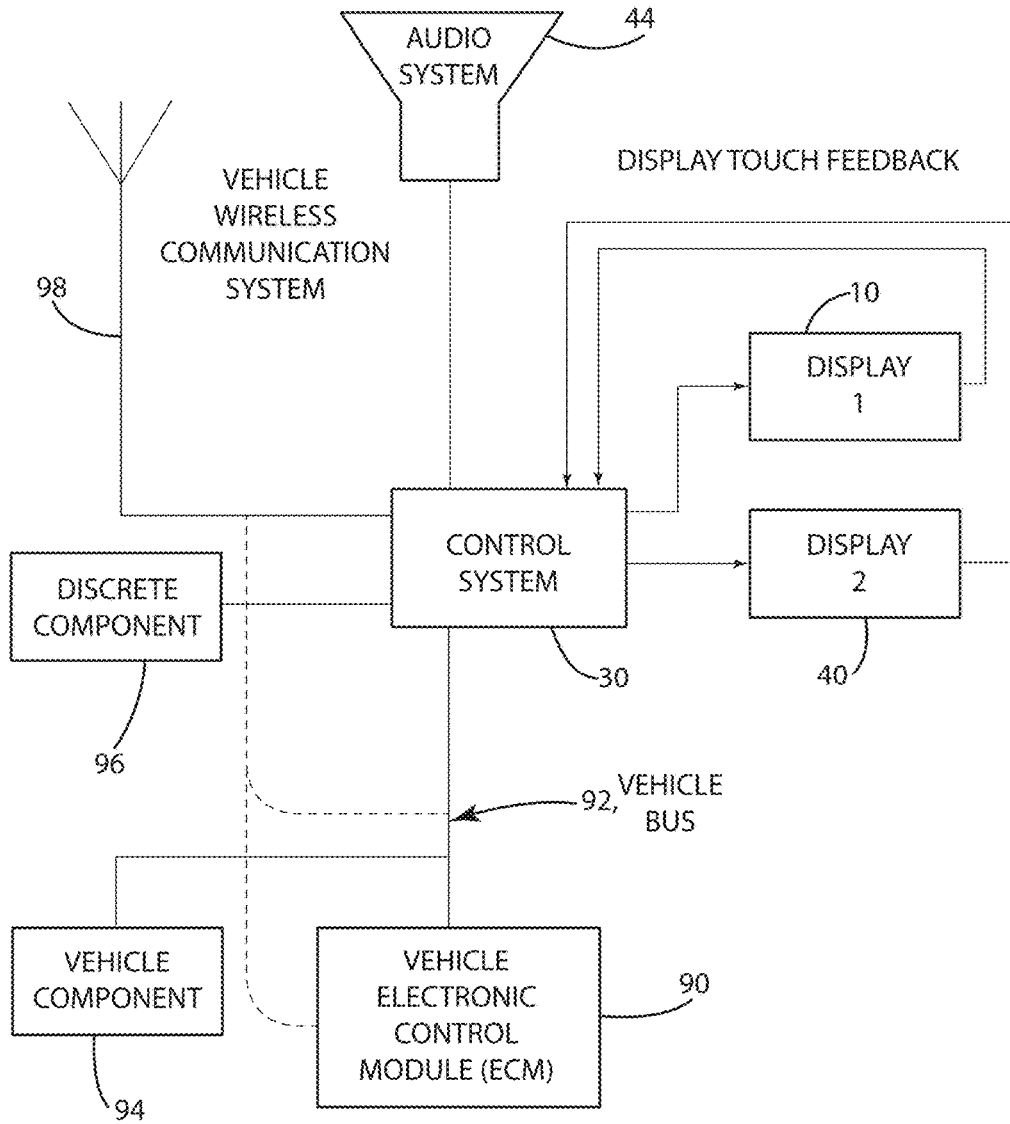 44
AUDIO
SYSTEM
DISPLAY TOUCH FEEDBACK
VEHICLE
WIRELESS
COMMUNICATION
SYSTEM
98
10
DISPLAY
1
CONTROL
SYSTEM
DISPLAY
2
DISCRETE
COMPONENT
30
40
96
92, VEHICLE
BUS
VEHICLE
COMPONENT
VEHICLE
ELECTRONIC
CONTROL
MODULE (ECM)
90
94